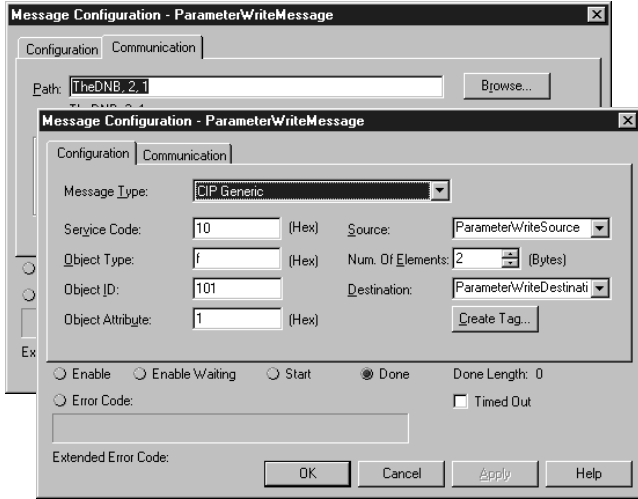 Message Configuration - ParameterWriteMessage
Configuration Communication
Path: TheDNB, 2, 1 Browse...
Message Configuration - ParameterWriteMessage
Configuration Communication
Message Type: CIP Generic
Service Code: 10 (Hex) Source: ParameterWriteSource
Object Type: f (Hex) Num. Of Elements: 2 (Bytes)
Object ID: 101 Destination: ParameterWriteDestinati
Object Attribute: 1 (Hex) Create Tag...
Ex
Enable Enable Waiting Start Done Done Length: 0
Error Code: Timed Out
Extended Error Code:
OK Cancel Apply Help